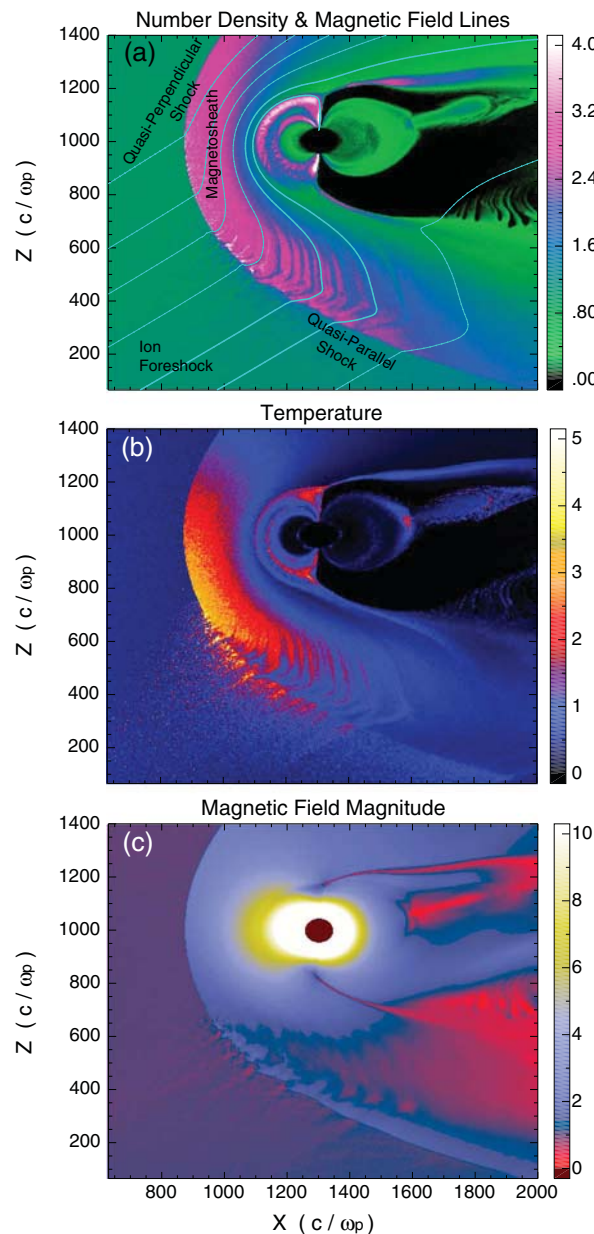 Number Density & Magnetic Field Lines
(a)
Quasi-Perpendicular
Shock
Magnetosheath
Quasi-Parallel
Shock
Ion
Foreshock
Z ( c / ωp )
1400
1200
1000
800
600
400
200
4.0
3.2
2.4
1.6
.80
.00
Temperature
(b)
Z ( c / ωp )
1400
1200
1000
800
600
400
200
5
4
3
2
1
0
Magnetic Field Magnitude
(c)
Z ( c / ωp )
1400
1200
1000
800
600
400
200
10
8
6
4
2
0
800 1000 1200 1400 1600 1800 2000
X ( c / ωp )